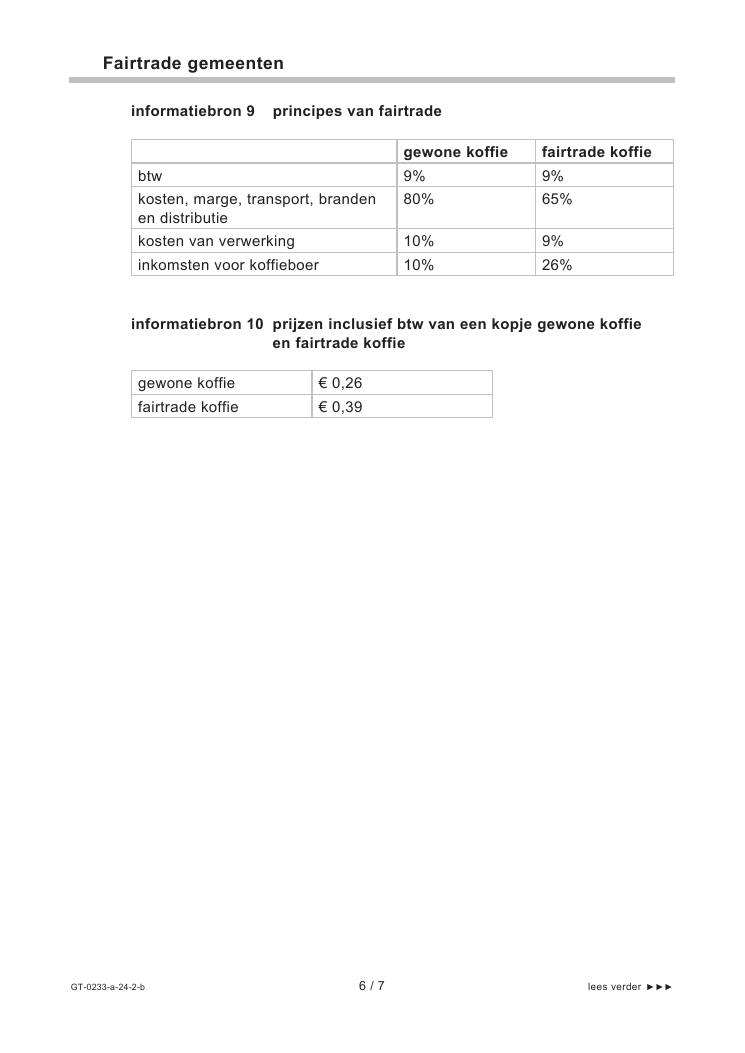 Fairtrade gemeenten
informatiebron 9 principes van fairtrade
gewone koffie fairtrade koffie
btw 9% 9%
kosten, marge, transport, branden 80% 65%
en distributie
kosten van verwerking 10% 9%
inkomsten voor koffieboer 10% 26%
informatiebron 10 prijzen inclusief btw van een kopje gewone koffie
en fairtrade koffie
gewone koffie € 0,26
fairtrade koffie € 0,39
GT-0233-a-24-2-b 6 / 7 lees verder ►►►